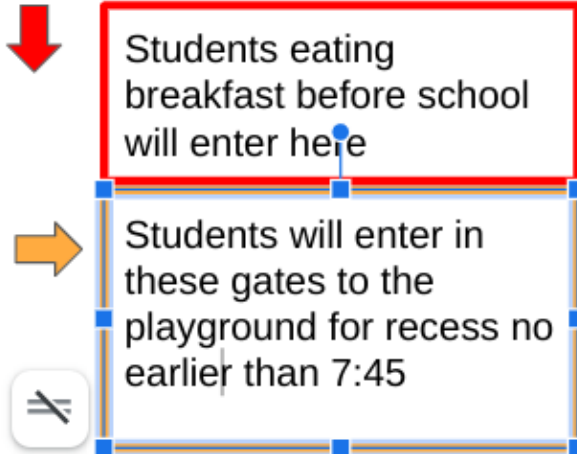 Students eating
breakfast before school
will enter here
Students will enter in
these gates to the
playground for recess no
earlier than 7:45